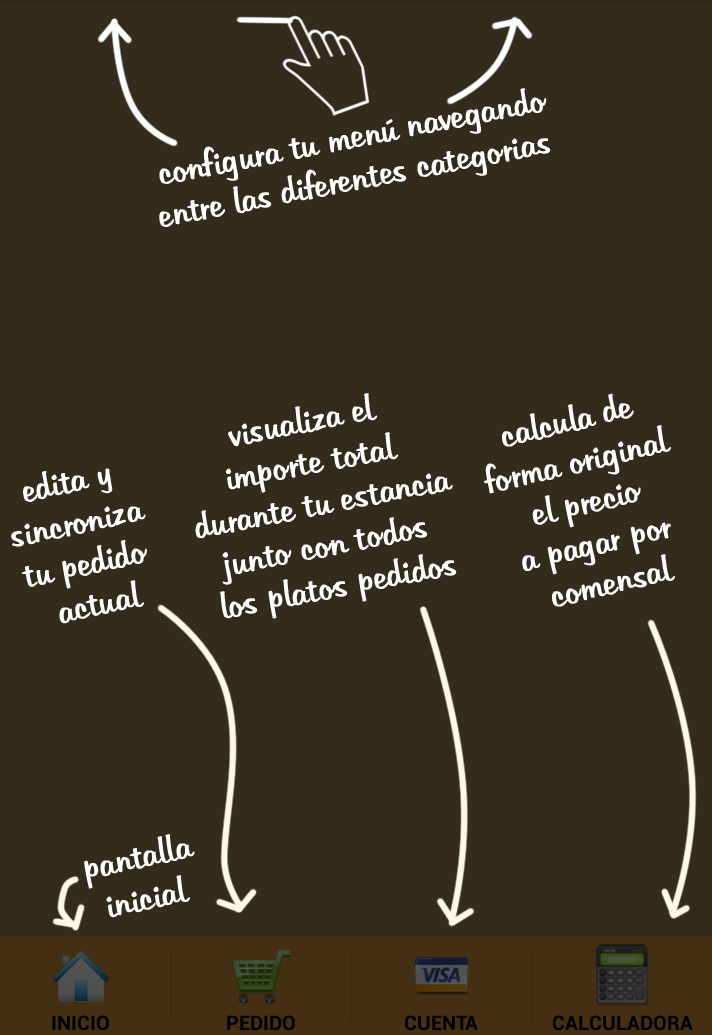 configura tu menú navegando
entre las diferentes categorias
edita y
sincroniza
tu pedido
actual
visualiza el
importe total
durante tu estancia
junto con todos
los platos pedidos
calcula de
forma original
el precio
a pagar por
comensal
pantalla
inicial
VISA
INICIO
PEDIDO
CUENTA
CALCULADORA